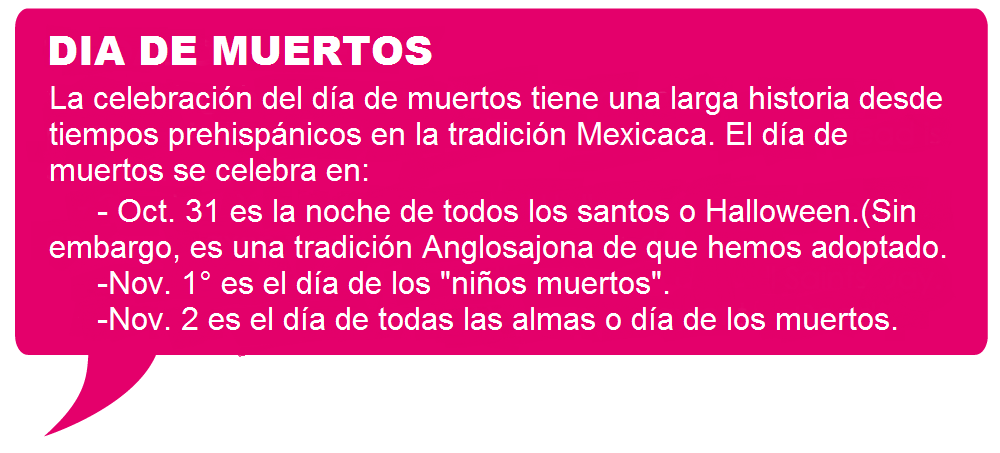 DIA DE MUERTOS
La celebración del día de muertos tiene una larga historia desde
tiempos prehispánicos en la tradición Mexicaca. El día de
muertos se celebra en:
- Oct. 31 es la noche de todos los santos o Halloween.(Sin
embargo, es una tradición Anglosajona de que hemos adoptado.
-Nov. 1° es el día de los "niños muertos".
-Nov. 2 es el día de todas las almas o día de los muertos.